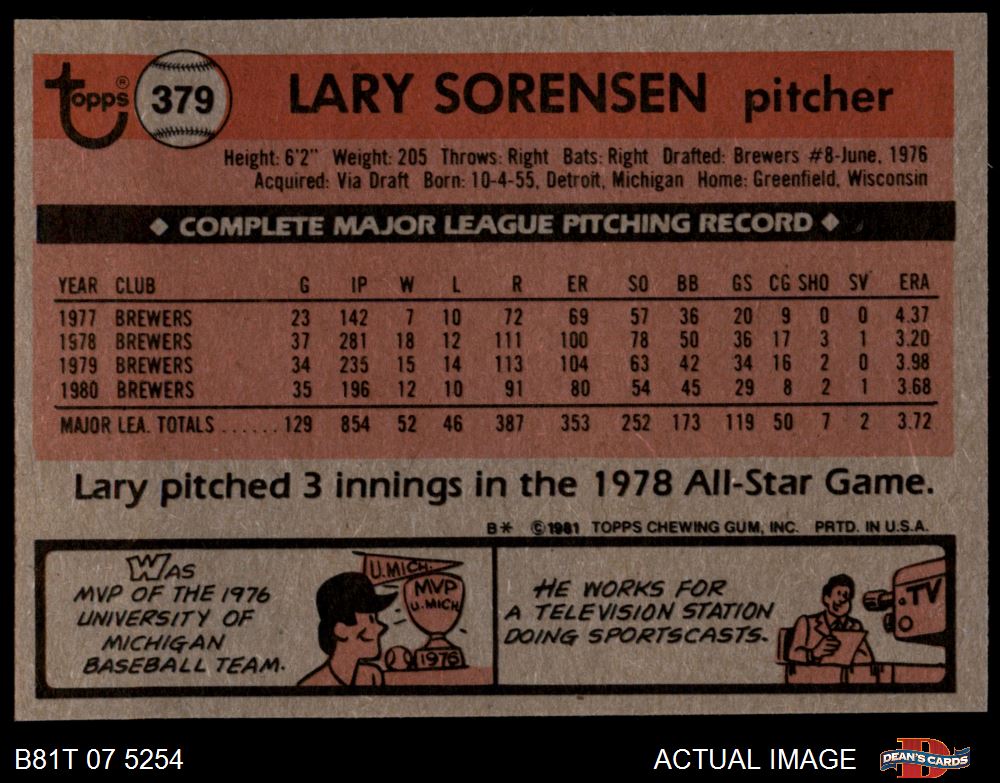 Topps ® 379 LARY SORENSEN pitcher
Height: 6'2" Weight: 205 Throws: Right Bats: Right Drafted: Brewers #8-June, 1976
Acquired: Via Draft Born: 10-4-55, Detroit, Michigan Home: Greenfield, Wisconsin
◆ COMPLETE MAJOR LEAGUE PITCHING RECORD ◆
YEAR CLUB G IP W L R ER SO BB GS CG SHO SV ERA
1977 BREWERS 23 142 7 10 72 69 57 36 20 9 0 0 4.37
1978 BREWERS 37 281 18 12 111 100 78 50 36 17 3 1 3.20
1979 BREWERS 34 235 15 14 113 104 63 42 34 16 2 0 3.98
1980 BREWERS 35 196 12 10 91 80 54 45 29 8 2 1 3.68
MAJOR LEA. TOTALS ...... 129 854 52 46 387 353 252 173 119 50 7 2 3.72
Lary pitched 3 innings in the 1978 All-Star Game.
B* ©1981 TOPPS CHEWING GUM, INC. PRTD. IN U.S.A.
WAS
MVP OF THE 1976
UNIVERSITY OF
MICHIGAN
BASEBALL TEAM.
U. MICH.
MVP
U. MICH
1976
HE WORKS FOR
A TELEVISION STATION
DOING SPORTSCASTS.
TV
B81T 07 5254 ACTUAL IMAGE
DEAN'S CARDS